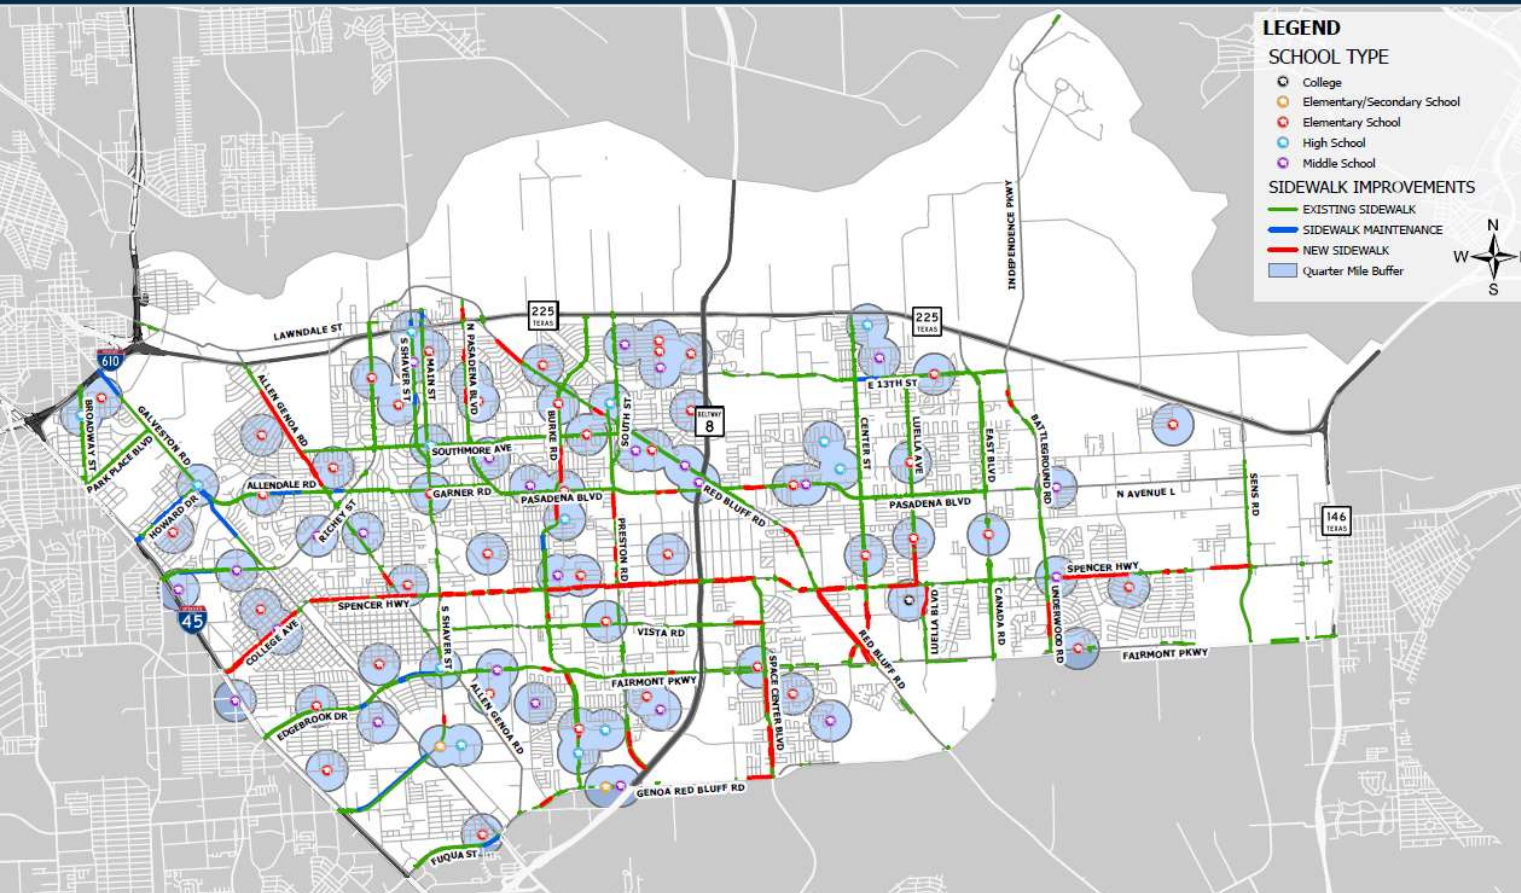 LEGEND
SCHOOL TYPE
College
Elementary/Secondary School
Elementary School
High School
Middle School
SIDEWALK IMPROVEMENTS
EXISTING SIDEWALK
SIDEWALK MAINTENANCE
NEW SIDEWALK
Quarter Mile Buffer
N
W
S
INDEPENDENCE PKWY
LAWNDALE ST
225
TEXAS
225
TEXAS
610
S SHAVER ST
MAIN ST
N PASADENA BLVD
ALLEN GENOA RD
E 13TH ST
BROADWAY ST
GALVESTON RD
PARK PLACE BLVD
BURKE RD
SOUTH ST
BELTWAY
8
CENTER ST
LUELLA AVE
EAST BLVD
BATTLEGROUND RD
SOUTHMORE AVE
ALLENDALE RD
GARNER RD
PASADENA BLVD
RED BLUFF RD
PASADENA BLVD
N AVENUE L
SENS RD
146
TEXAS
HOWARD DR
RICHEY ST
PRESTON RD
SPENCER HWY
SPENCER HWY
45
COLLEGE AVE
S SHAVER ST
VISTA RD
LUELLA BLVD
CANADA RD
UNDERWOOD RD
RED BLUFF RD
FAIRMONT PKWY
FAIRMONT PKWY
SPACE CENTER BLVD
ALLEN GENOA RD
EDGEBROOK DR
GENOA RED BLUFF RD
FUQUA ST